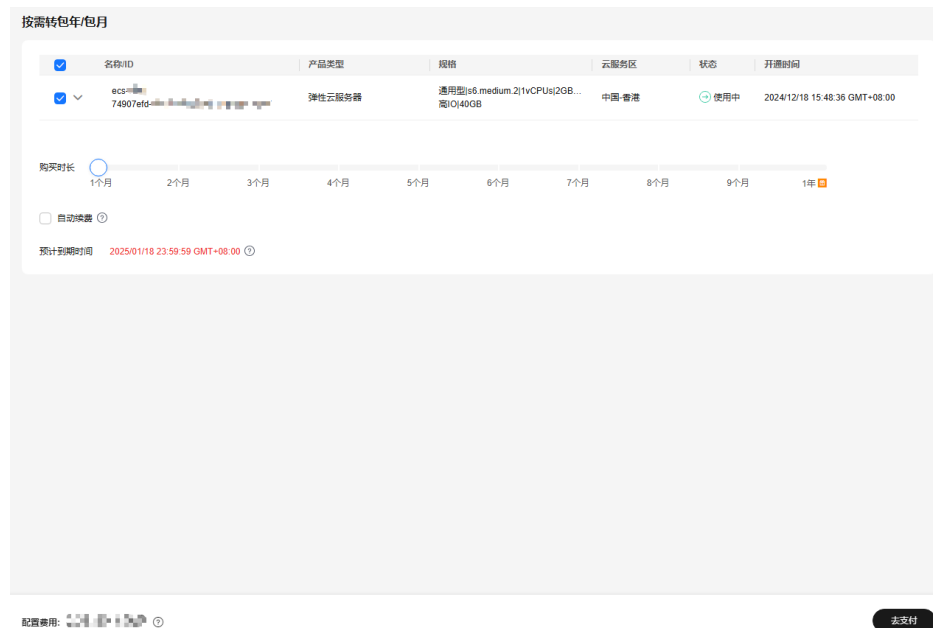 按需转包年/包月
名称/ID 产品类型 规格 云服务区 状态 开通时间
ecs- 弹性云服务器 通用型|s6.medium.2|1vCPUs|2GB... 中国-香港 使用中 2024/12/18 15:48:36 GMT+08:00
74907efd- 高IO|40GB
购买时长
1个月 2个月 3个月 4个月 5个月 6个月 7个月 8个月 9个月 1年
自动续费
预计到期时间 2025/01/18 23:59:59 GMT+08:00
配置费用:
去支付